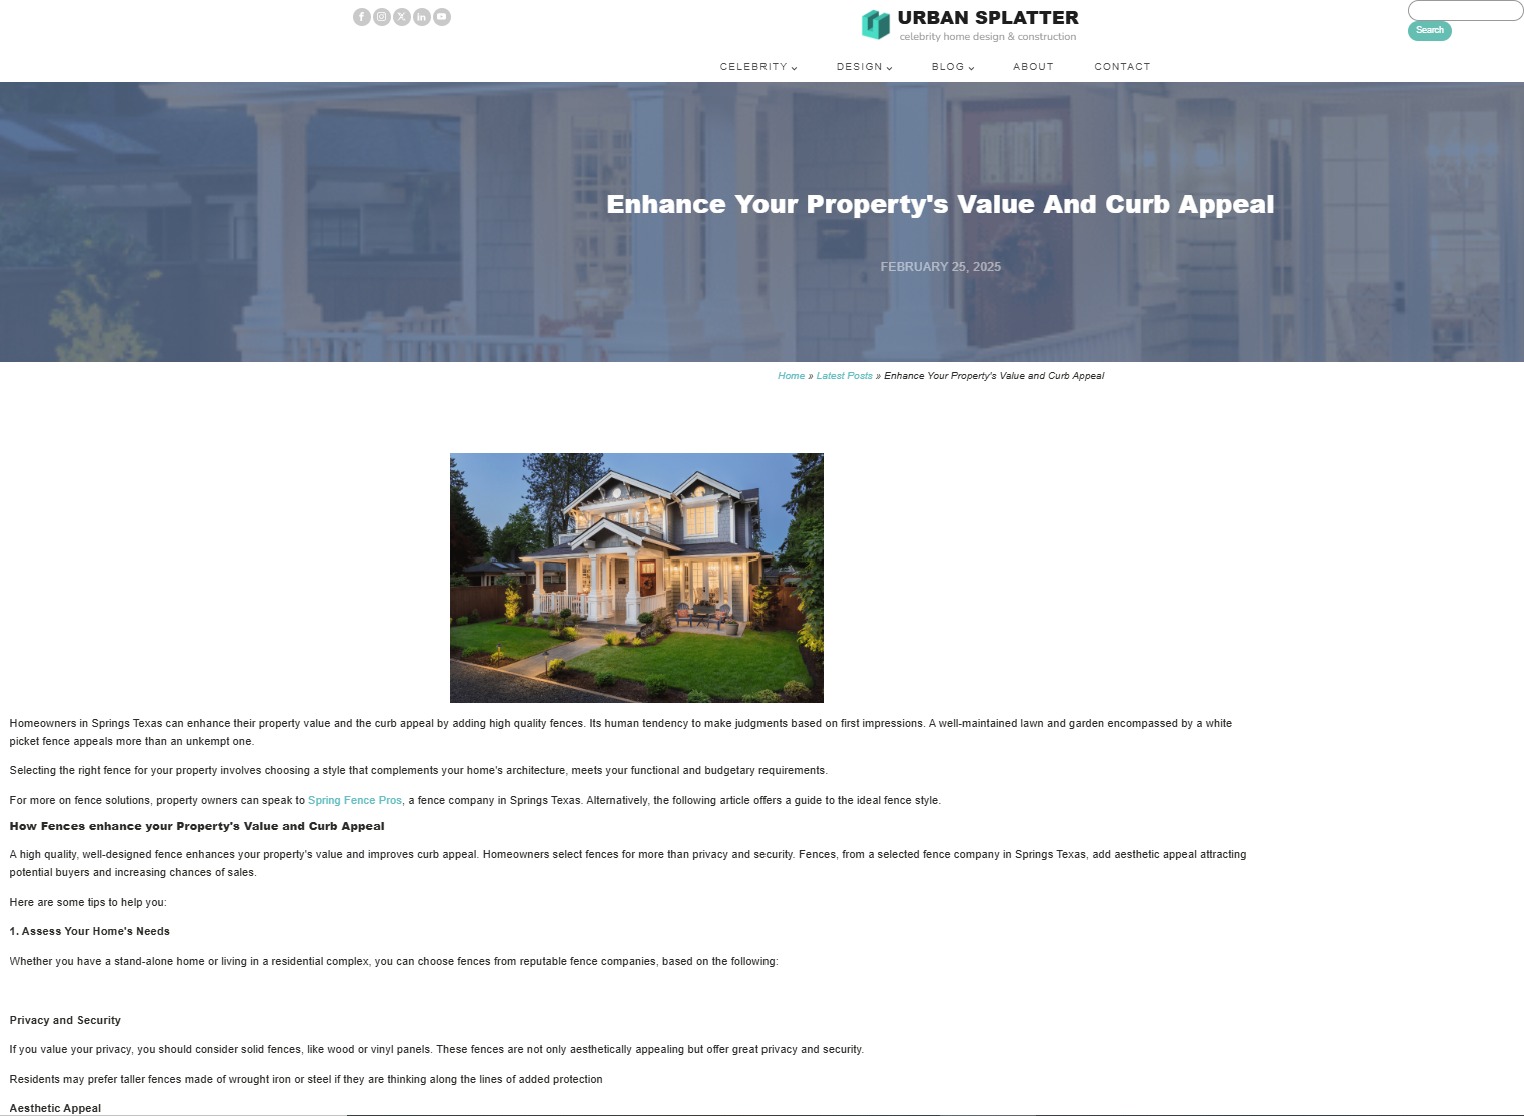 URBAN SPLATTER
celebrity home design & construction
Search
CELEBRITY
DESIGN
BLOG
ABOUT
CONTACT
Enhance Your Property's Value And Curb Appeal
FEBRUARY 25, 2025
Home » Latest Posts » Enhance Your Property's Value and Curb Appeal
Homeowners in Springs Texas can enhance their property value and the curb appeal by adding high quality fences. Its human tendency to make judgments based on first impressions. A well-maintained lawn and garden encompassed by a white
picket fence appeals more than an unkempt one.
Selecting the right fence for your property involves choosing a style that complements your home's architecture, meets your functional and budgetary requirements.
For more on fence solutions, property owners can speak to Spring Fence Pros, a fence company in Springs Texas. Alternatively, the following article offers a guide to the ideal fence style.
How Fences enhance your Property's Value and Curb Appeal
A high quality, well-designed fence enhances your property's value and improves curb appeal. Homeowners select fences for more than privacy and security. Fences, from a selected fence company in Springs Texas, add aesthetic appeal attracting
potential buyers and increasing chances of sales.
Here are some tips to help you:
1. Assess Your Home's Needs
Whether you have a stand-alone home or living in a residential complex, you can choose fences from reputable fence companies, based on the following:
Privacy and Security
If you value your privacy, you should consider solid fences, like wood or vinyl panels. These fences are not only aesthetically appealing but offer great privacy and security.
Residents may prefer taller fences made of wrought iron or steel if they are thinking along the lines of added protection
Aesthetic Appeal